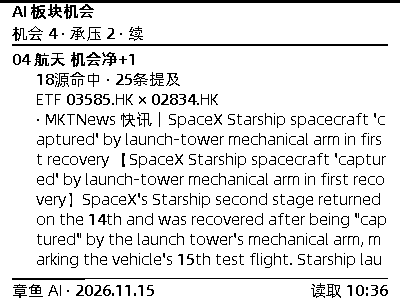 AI 板块机会
机会 4 · 承压 2 · 续
04 航天 机会净+1
18源命中 · 25条提及
ETF 03585.HK × 02834.HK
· MKTNews 快讯｜SpaceX Starship spacecraft 'c
aptured' by launch-tower mechanical arm in firs
t recovery 【SpaceX Starship spacecraft 'captur
ed' by launch-tower mechanical arm in first reco
very】SpaceX's Starship second stage returned
on the 14th and was recovered after being "cap
tured" by the launch tower's mechanical arm, m
arking the vehicle's 15th test flight. Starship lau
章鱼 AI · 2026.11.15
读取 10:36